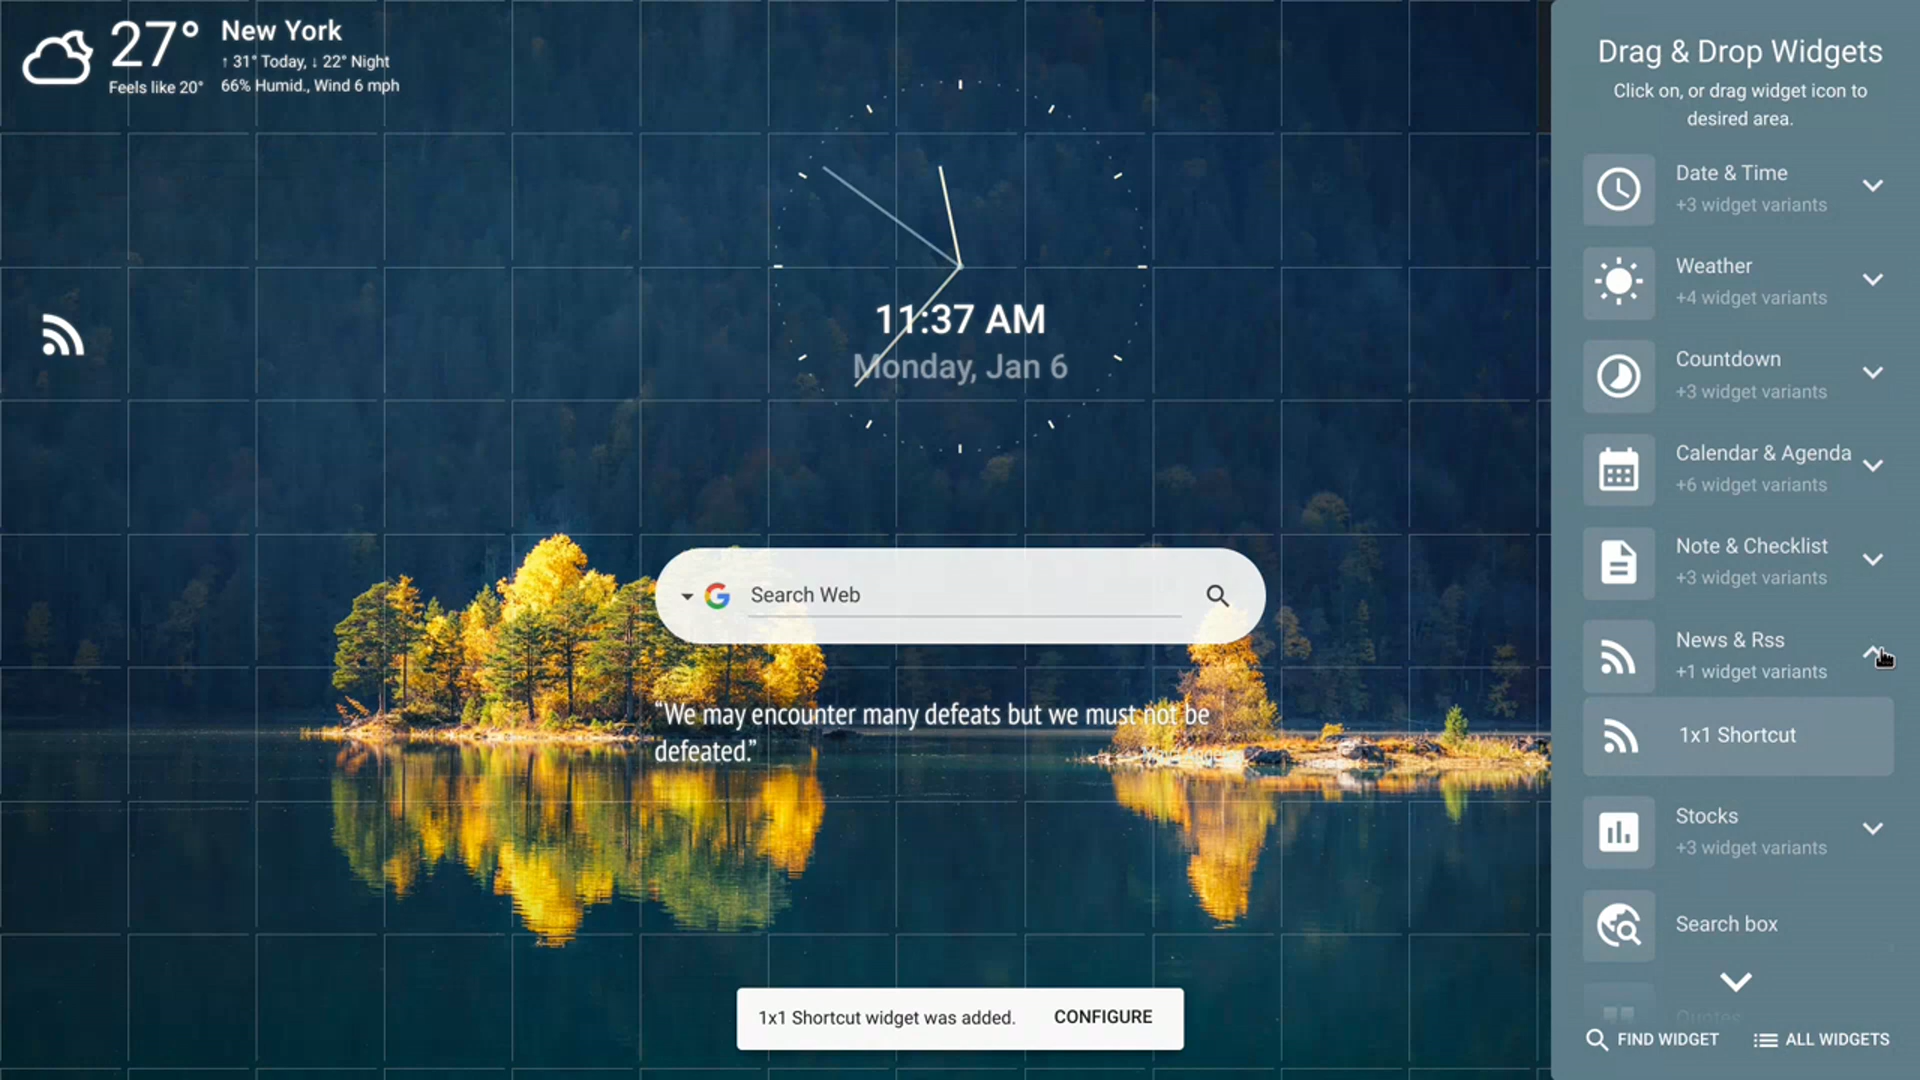 27°
Feels like 20°
New York
↑ 31° Today, ↓ 22° Night
66% Humid., Wind 6 mph
11:37 AM
Monday, Jan 6
Search Web
“We may encounter many defeats but we must not be
defeated.”
1x1 Shortcut widget was added. CONFIGURE
Drag & Drop Widgets
Click on, or drag widget icon to
desired area.
Date & Time
+3 widget variants
Weather
+4 widget variants
Countdown
+3 widget variants
Calendar & Agenda
+6 widget variants
Note & Checklist
+3 widget variants
News & Rss
+1 widget variants
1x1 Shortcut
Stocks
+3 widget variants
Search box
Quotes
FIND WIDGET ALL WIDGETS